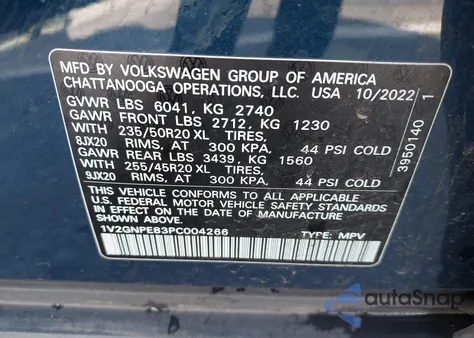 MFD BY VOLKSWAGEN GROUP OF AMERICA
CHATTANOOGA OPERATIONS, LLC. USA 10/2022
GVWR LBS 6041, KG 2740
GAWR FRONT LBS 2712, KG 1230
WITH 235/50R20 XL TIRES,
8JX20 RIMS, AT 300 KPA, 44 PSI COLD
GAWR REAR LBS 3439, KG 1560
WITH 255/45R20 XL TIRES,
9JX20 RIMS, AT 300 KPA, 44 PSI COLD
THIS VEHICLE CONFORMS TO ALL APPLICABLE
U.S. FEDERAL MOTOR VEHICLE SAFETY STANDARDS
IN EFFECT ON THE DATE OF MANUFACTURE SHOWN ABOVE
1V2GNPE83PC004266 TYPE: MPV
3950140 1
autoSnap